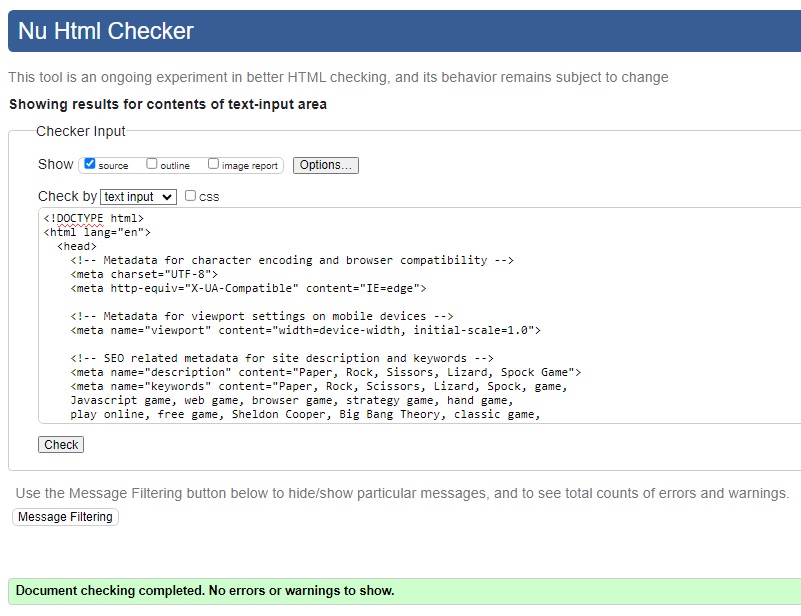 Nu Html Checker
This tool is an ongoing experiment in better HTML checking, and its behavior remains subject to change
Showing results for contents of text-input area
Checker Input
Show source outline image report Options...
Check by text input css
<!DOCTYPE html>
<html lang="en">
<head>
<!-- Metadata for character encoding and browser compatibility -->
<meta charset="UTF-8">
<meta http-equiv="X-UA-Compatible" content="IE=edge">
<!-- Metadata for viewport settings on mobile devices -->
<meta name="viewport" content="width=device-width, initial-scale=1.0">
<!-- SEO related metadata for site description and keywords -->
<meta name="description" content="Paper, Rock, Sissors, Lizard, Spock Game">
<meta name="keywords" content="Paper, Rock, Scissors, Lizard, Spock, game,
Javascript game, web game, browser game, strategy game, hand game,
play online, free game, Sheldon Cooper, Big Bang Theory, classic game,
Check
Use the Message Filtering button below to hide/show particular messages, and to see total counts of errors and warnings.
Message Filtering
Document checking completed. No errors or warnings to show.